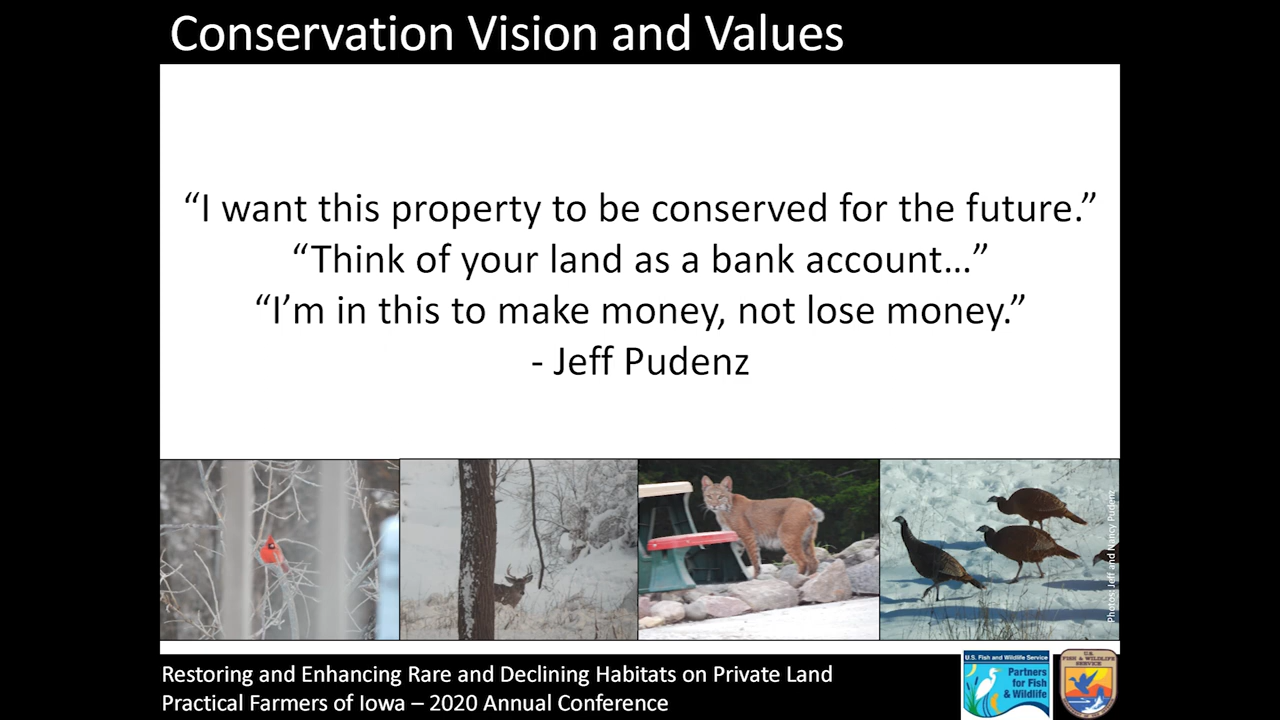 Conservation Vision and Values
“I want this property to be conserved for the future.”
“Think of your land as a bank account...”
“I’m in this to make money, not lose money.”
- Jeff Pudenz
Photos: Jeff and Nancy Pudenz
Restoring and Enhancing Rare and Declining Habitats on Private Land
Practical Farmers of Iowa – 2020 Annual Conference
U.S. Fish and Wildlife Service
Partners
for Fish
& Wildlife
U.S.
FISH & WILDLIFE
SERVICE